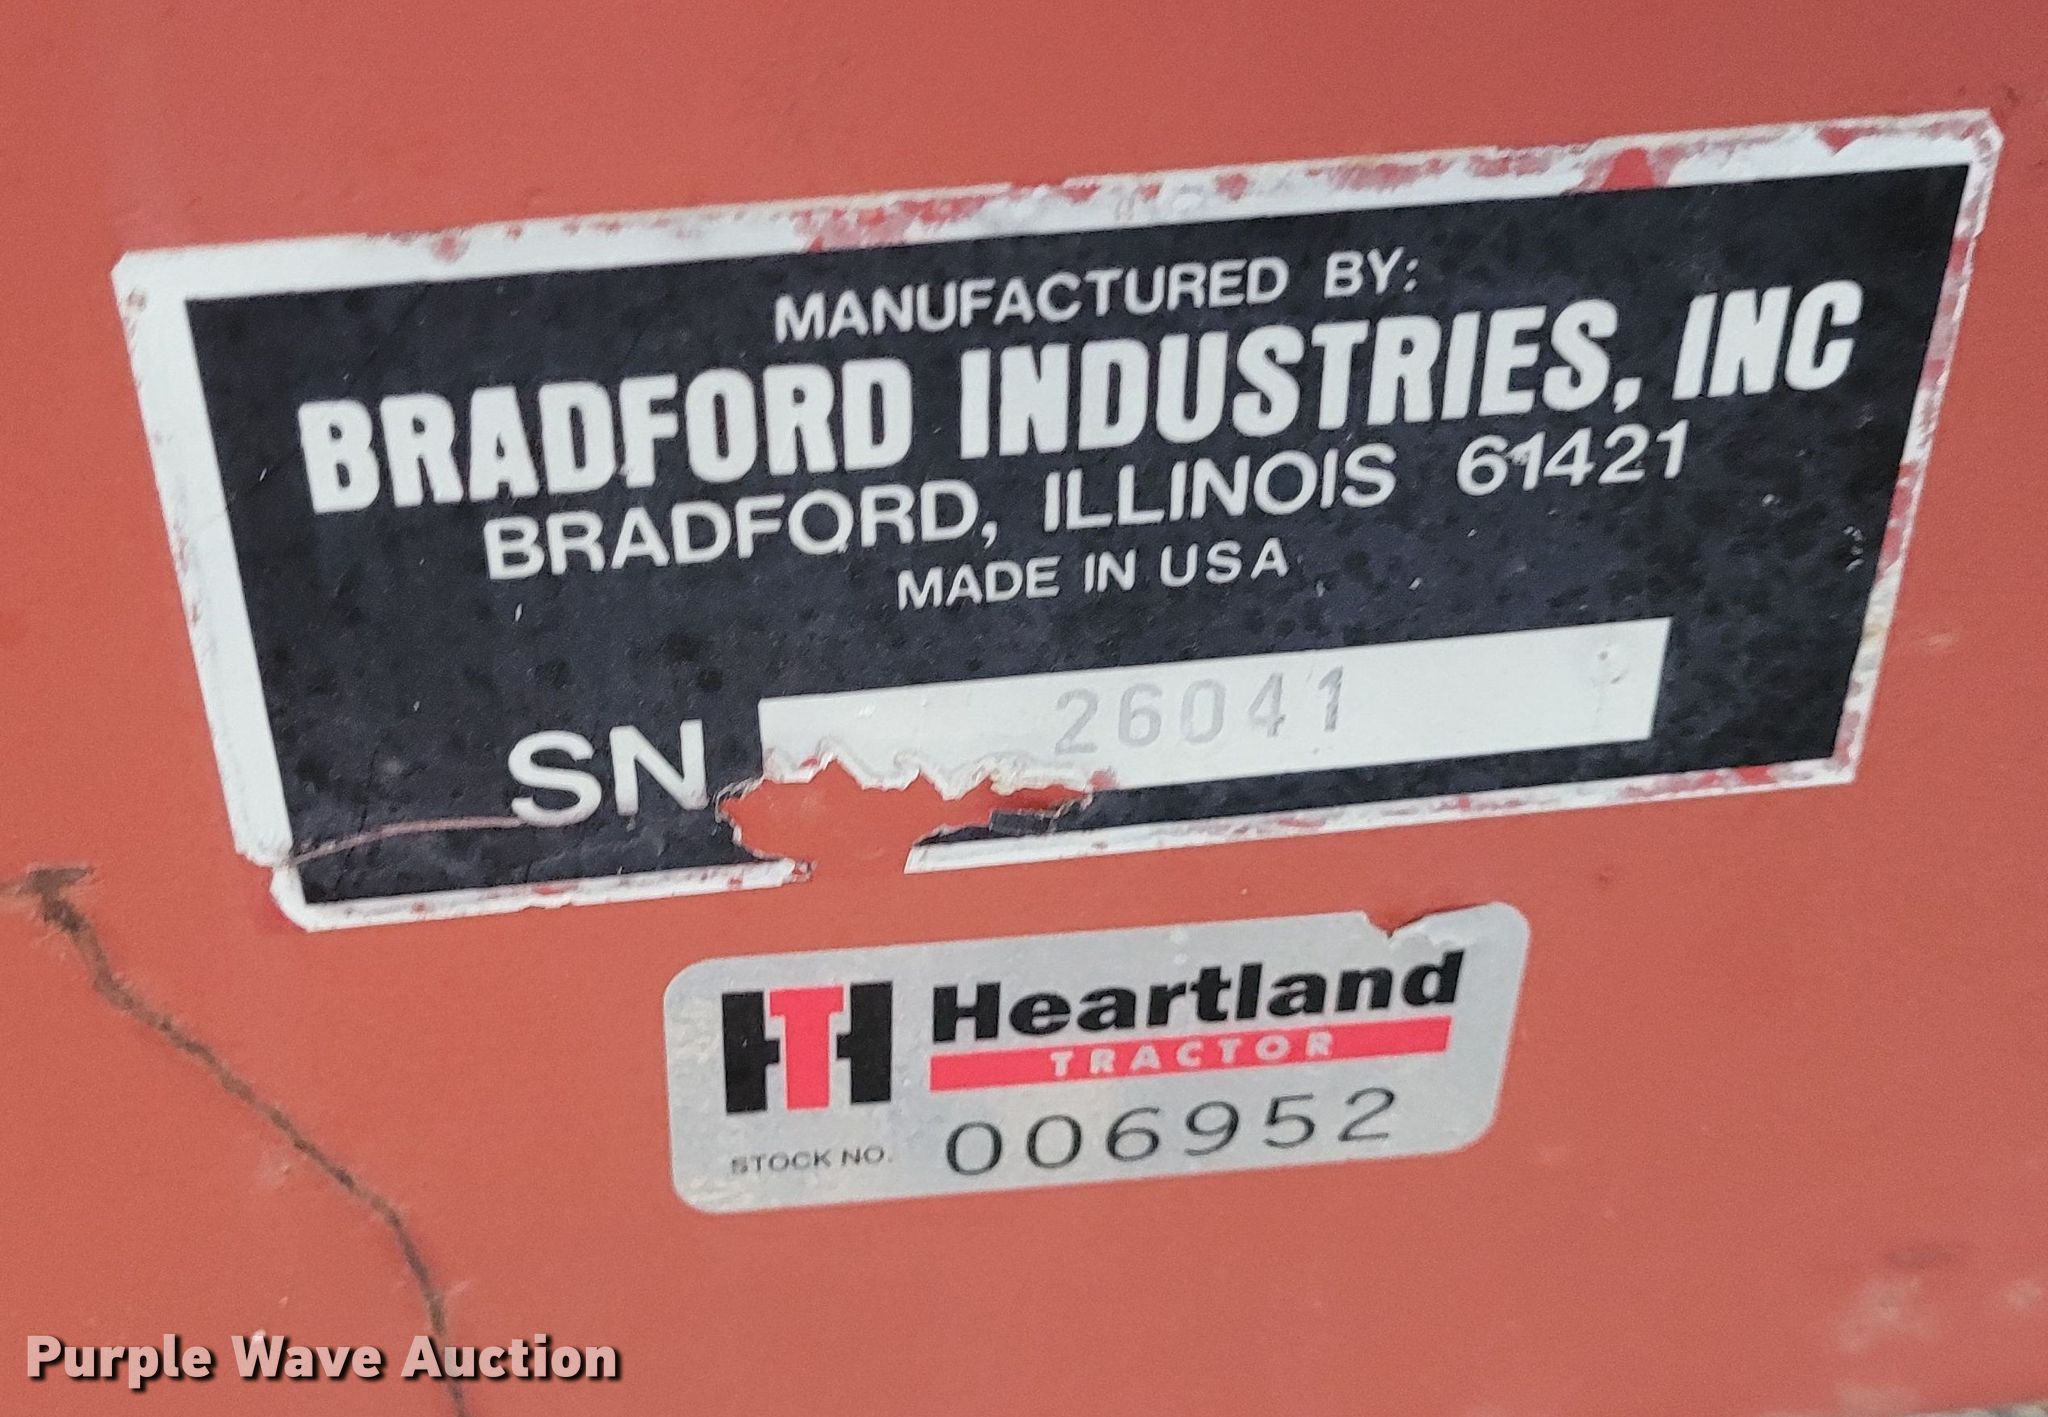 MANUFACTURED BY:
BRADFORD INDUSTRIES, INC
BRADFORD, ILLINOIS 61421
MADE IN USA
SN 26041
HTH Heartland
TRACTOR
STOCK NO. 006952
Purple Wave Auction